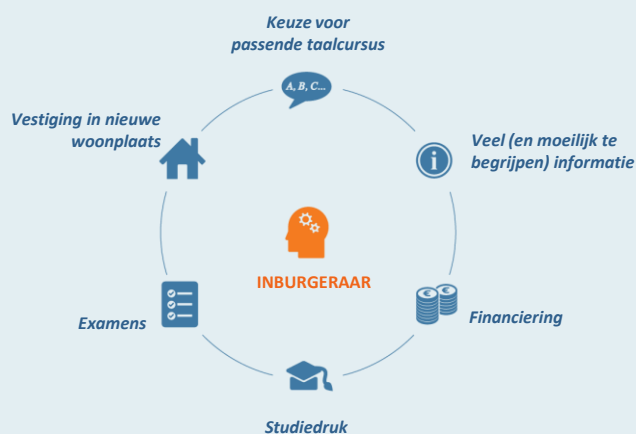 Keuze voor
passende taalcursus
A, B, C...
Vestiging in nieuwe
woonplaats
Veel (en moeilijk te
begrijpen) informatie
i
INBURGERAAR
€ €
Examens
Financiering
Studiedruk